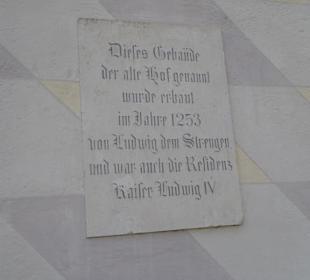 Dieses Gebäude
der alte Hof genannt
wurde erbaut
im Jahre 1253
von Ludwig dem Strengen
und war auch die Residenz
Kaiser Ludwig IV